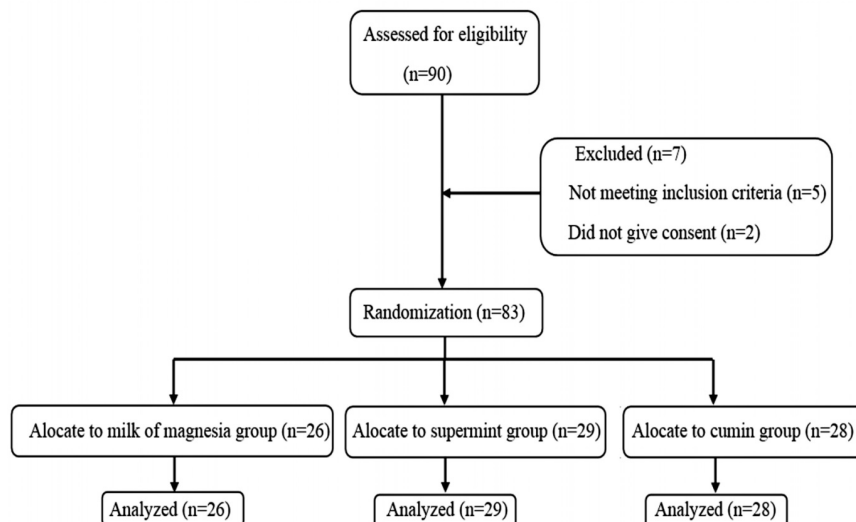 Assessed for eligibility
(n=90)
Excluded (n=7)
Not meeting inclusion criteria (n=5)
Did not give consent (n=2)
Randomization (n=83)
Alocate to milk of magnesia group (n=26)
Alocate to supermint group (n=29)
Alocate to cumin group (n=28)
Analyzed (n=26)
Analyzed (n=29)
Analyzed (n=28)